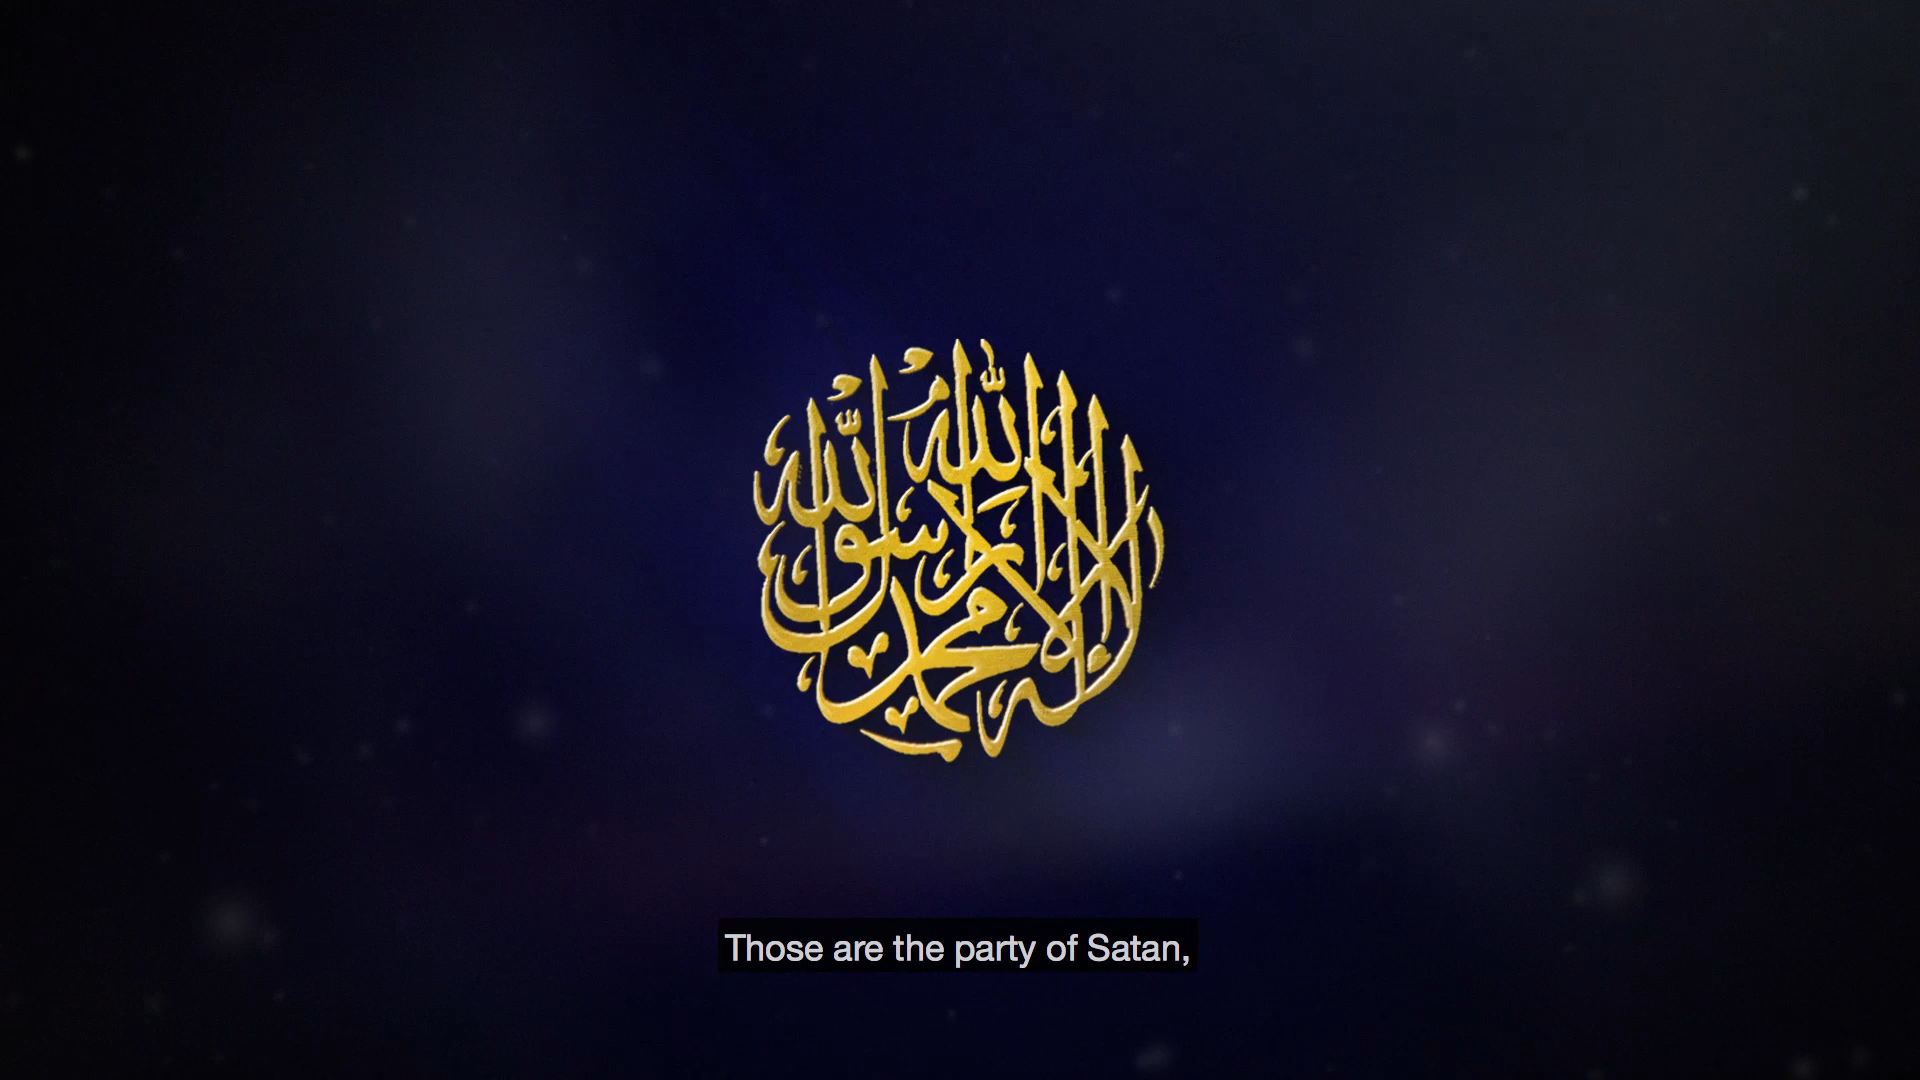 لا إله إلا الله محمد رسول الله
Those are the party of Satan,